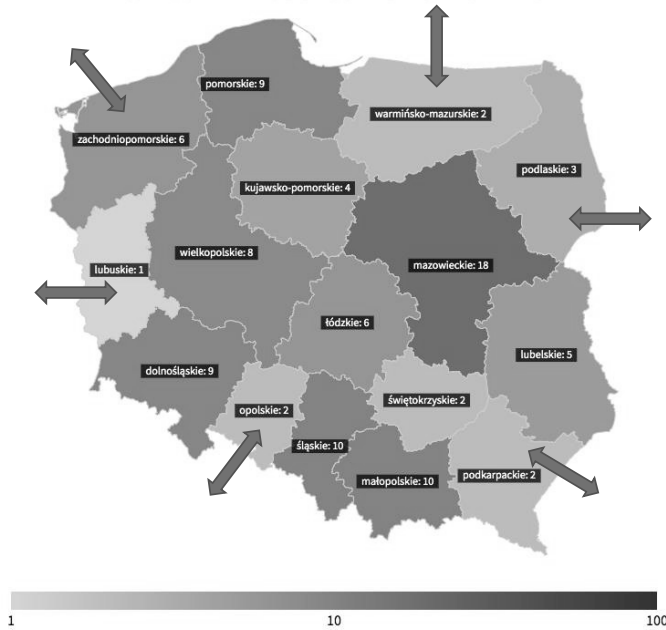 pomorskie: 9
warmińsko-mazurskie: 2
zachodniopomorskie: 6
podlaskie: 3
kujawsko-pomorskie: 4
wielkopolskie: 8
mazowieckie: 18
lubuskie: 1
łódzkie: 6
lubelskie: 5
dolnośląskie: 9
świętokrzyskie: 2
opolskie: 2
śląskie: 10
podkarpackie: 2
małopolskie: 10
1 10 100